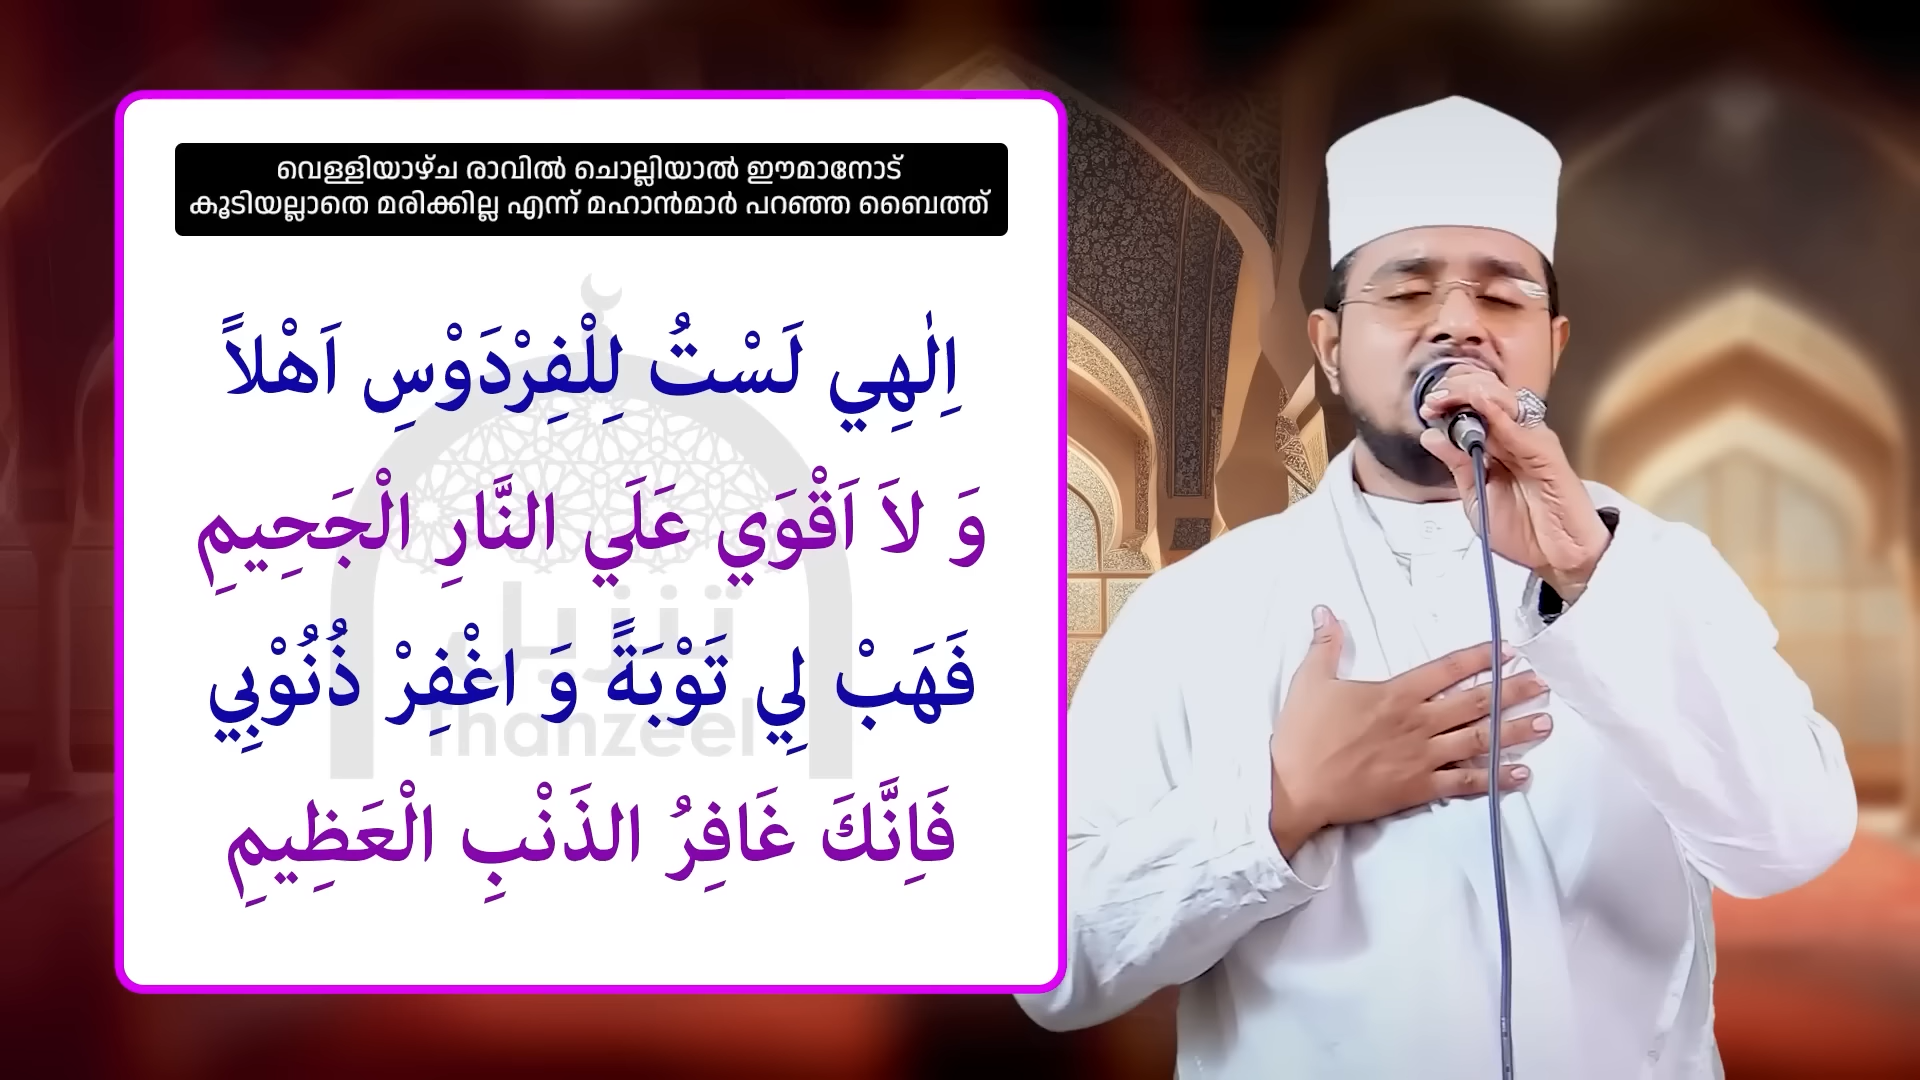 വെള്ളിയാഴ്ച രാവിൽ ചൊല്ലിയാൽ ഈമാനോട്
കൂടിയല്ലാതെ മരിക്കില്ല എന്ന് മഹാൻമാർ പറഞ്ഞ ബൈത്ത്
اِلٰهِي لَسْتُ لِلْفِرْدَوْسِ اَهْلاً
وَ لاَ اَقْوَي عَلَي النَّارِ الْجَحِيمِ
فَهَبْ لِي تَوْبَةً وَ اغْفِرْ ذُنُوْبِي
فَاِنَّكَ غَافِرُ الذَنْبِ الْعَظِيمِ
تنزيل
Thanzeel